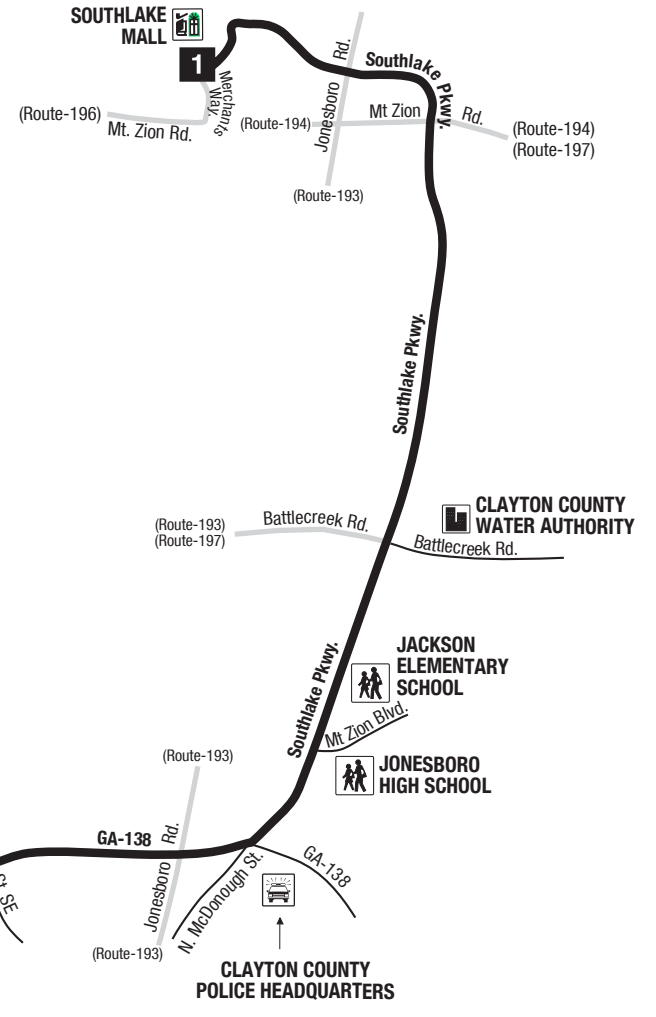 SOUTHLAKE
MALL
1
Merchants
Way.
(Route-196)
Mt. Zion Rd.
Jonesboro Rd.
Southlake Pkwy.
(Route-194)
Mt Zion Rd.
(Route-194)
(Route-197)
(Route-193)
Southlake Pkwy.
CLAYTON COUNTY
WATER AUTHORITY
(Route-193)
(Route-197)
Battlecreek Rd.
Battlecreek Rd.
Southlake Pkwy.
JACKSON
ELEMENTARY
SCHOOL
Mt Zion Blvd.
JONESBORO
HIGH SCHOOL
(Route-193)
GA-138
Jonesboro Rd.
SE
N. McDonough St.
GA-138
(Route-193)
CLAYTON COUNTY
POLICE HEADQUARTERS